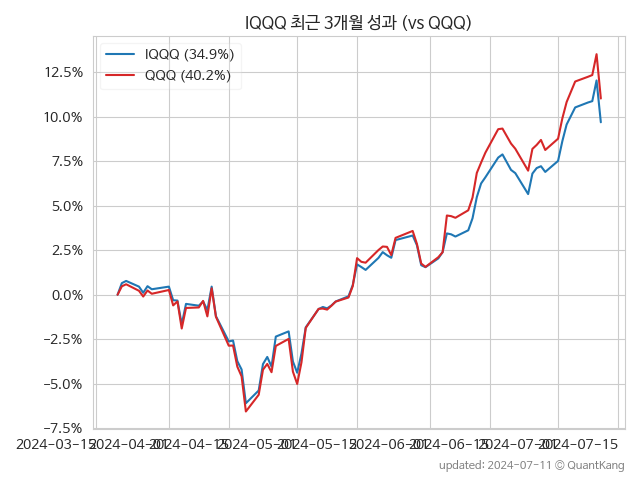 IQQQ 최근 3개월 성과 (vs QQQ)
IQQQ (34.9%)
QQQ (40.2%)
12.5%
10.0%
7.5%
5.0%
2.5%
0.0%
−2.5%
−5.0%
−7.5%
2024-03-15 2024-04-01 2024-04-15 2024-05-01 2024-05-15 2024-06-01 2024-06-15 2024-07-01 2024-07-15
updated: 2024-07-11 © QuantKang